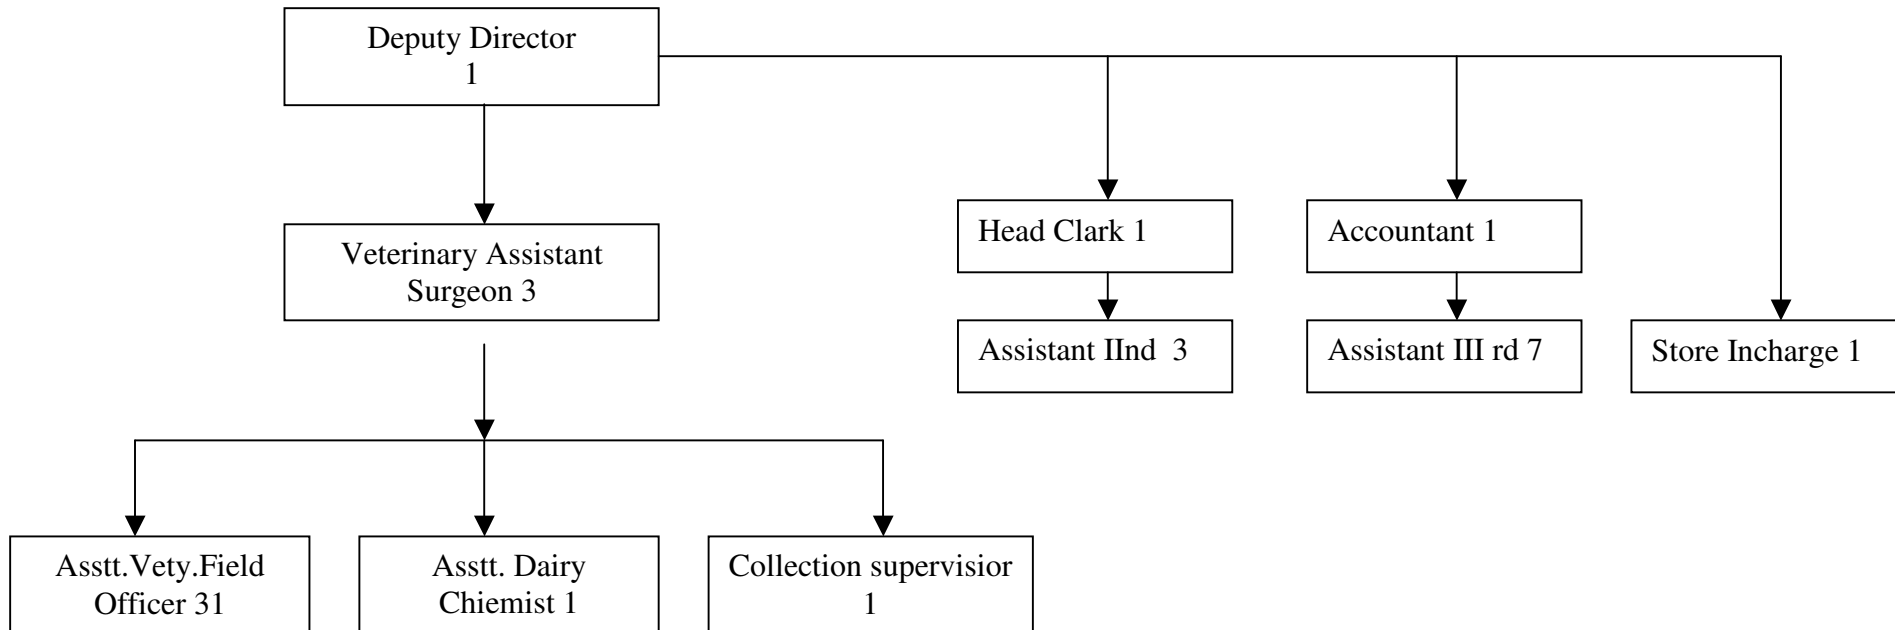 Deputy Director
1
Veterinary Assistant
Surgeon 3
Head Clark 1
Accountant 1
Assistant IInd  3
Assistant III rd 7
Store Incharge 1
Asstt.Vety.Field
Officer 31
Asstt. Dairy
Chiemist 1
Collection supervisior
1